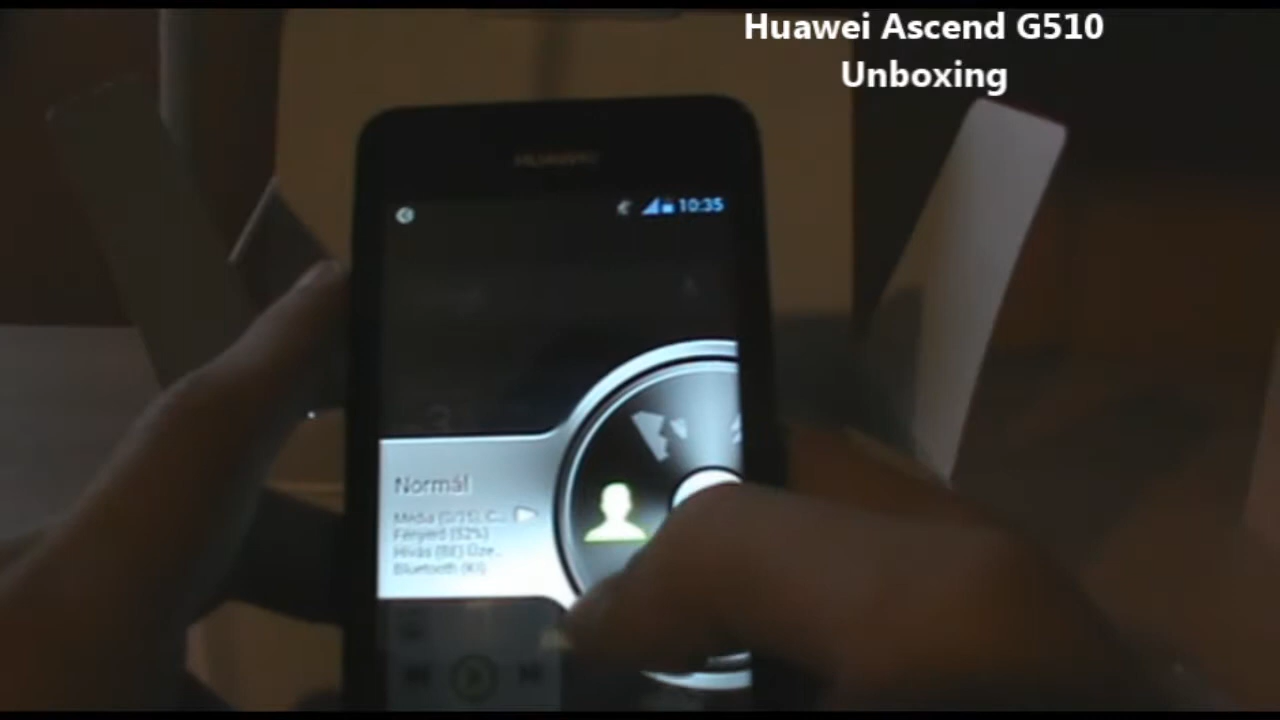 Huawei Ascend G510
Unboxing
HUAWEI
10:35
Normál
Média (0/15), C...
Fényerő (52%)
Hívás (BE) Üze...
Bluetooth (KI)